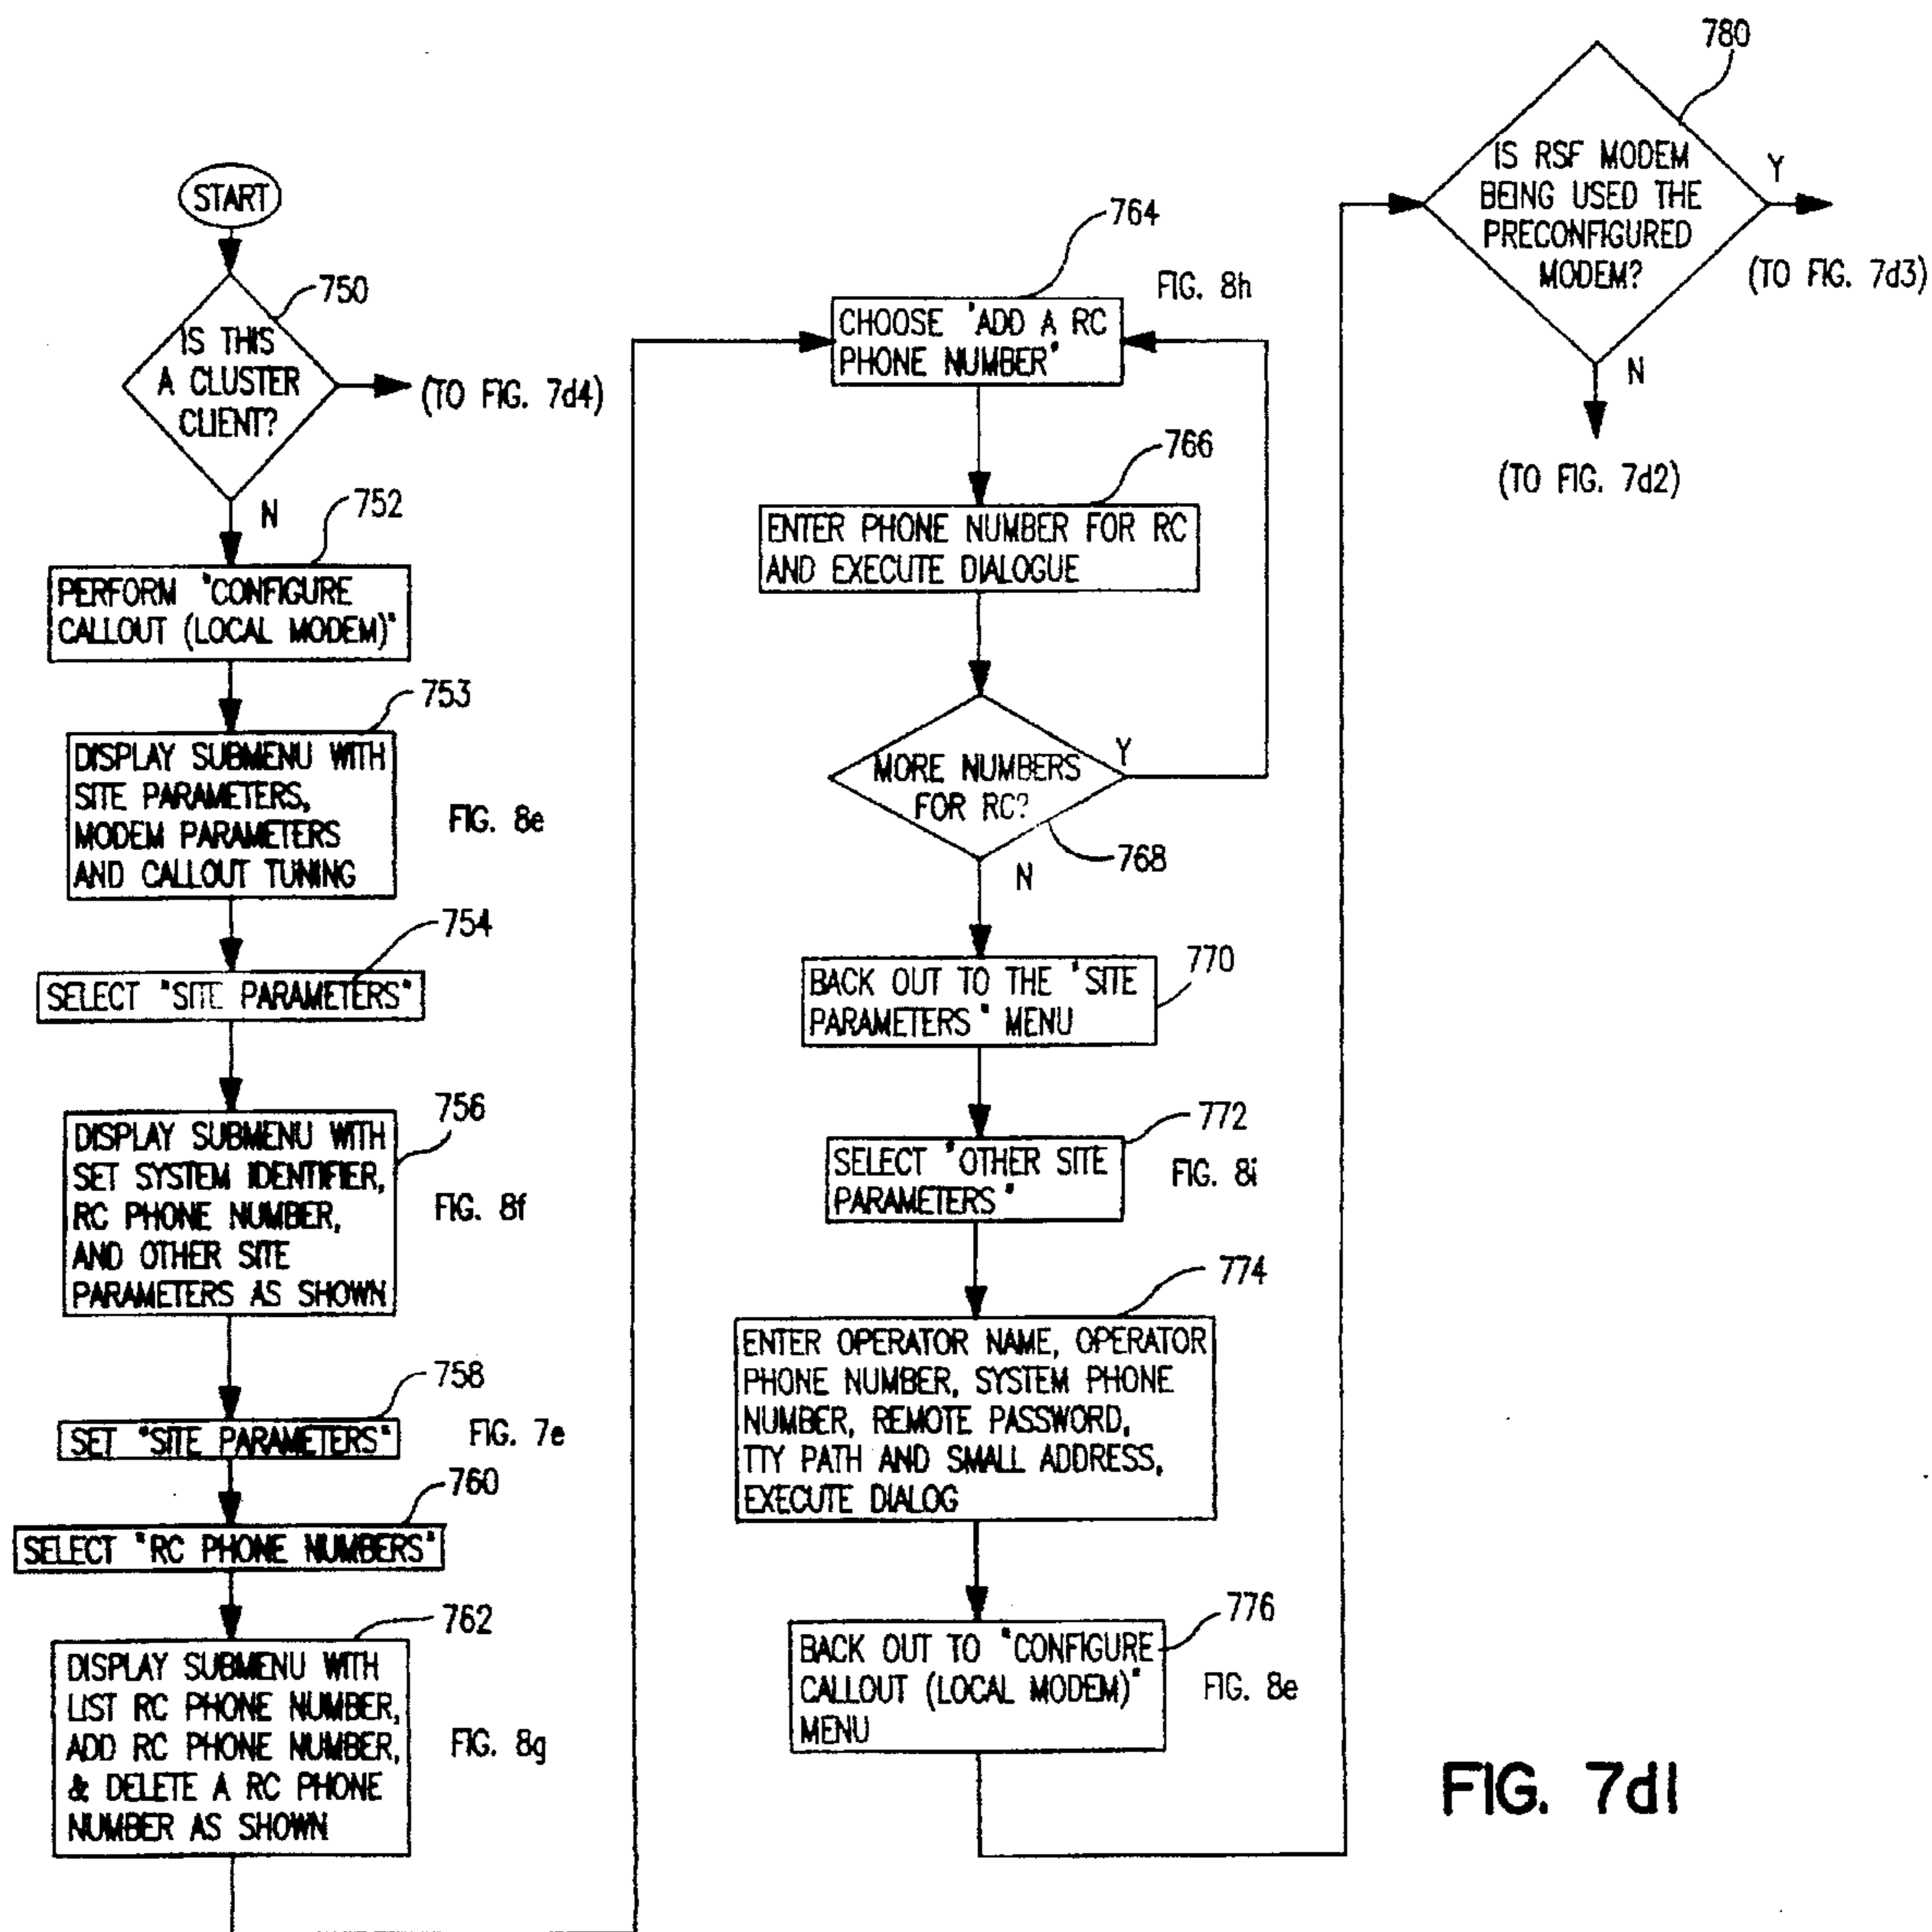 START
750
IS THIS
A CLUSTER
CLIENT?
(TO FIG. 7d4)
N
752
PERFORM "CONFIGURE
CALLOUT (LOCAL MODEM)"
753
DISPLAY SUBMENU WITH
SITE PARAMETERS,
MODEM PARAMETERS
AND CALLOUT TUNING
FIG. 8e
754
SELECT "SITE PARAMETERS"
756
DISPLAY SUBMENU WITH
SET SYSTEM IDENTIFIER,
RC PHONE NUMBER,
AND OTHER SITE
PARAMETERS AS SHOWN
FIG. 8f
758
SET "SITE PARAMETERS"
FIG. 7e
760
SELECT "RC PHONE NUMBERS"
762
DISPLAY SUBMENU WITH
LIST RC PHONE NUMBER,
ADD RC PHONE NUMBER,
& DELETE A RC PHONE
NUMBER AS SHOWN
FIG. 8g
764
FIG. 8h
CHOOSE "ADD A RC
PHONE NUMBER"
766
ENTER PHONE NUMBER FOR RC
AND EXECUTE DIALOGUE
MORE NUMBERS
FOR RC?
Y
768
N
770
BACK OUT TO THE "SITE
PARAMETERS" MENU
772
SELECT "OTHER SITE
PARAMETERS"
FIG. 8i
774
ENTER OPERATOR NAME, OPERATOR
PHONE NUMBER, SYSTEM PHONE
NUMBER, REMOTE PASSWORD,
TTY PATH AND SMALL ADDRESS,
EXECUTE DIALOG
776
BACK OUT TO "CONFIGURE
CALLOUT (LOCAL MODEM)"
MENU
FIG. 8e
780
IS RSF MODEM
BEING USED THE
PRECONFIGURED
MODEM?
Y
(TO FIG. 7d3)
N
(TO FIG. 7d2)
FIG. 7d1